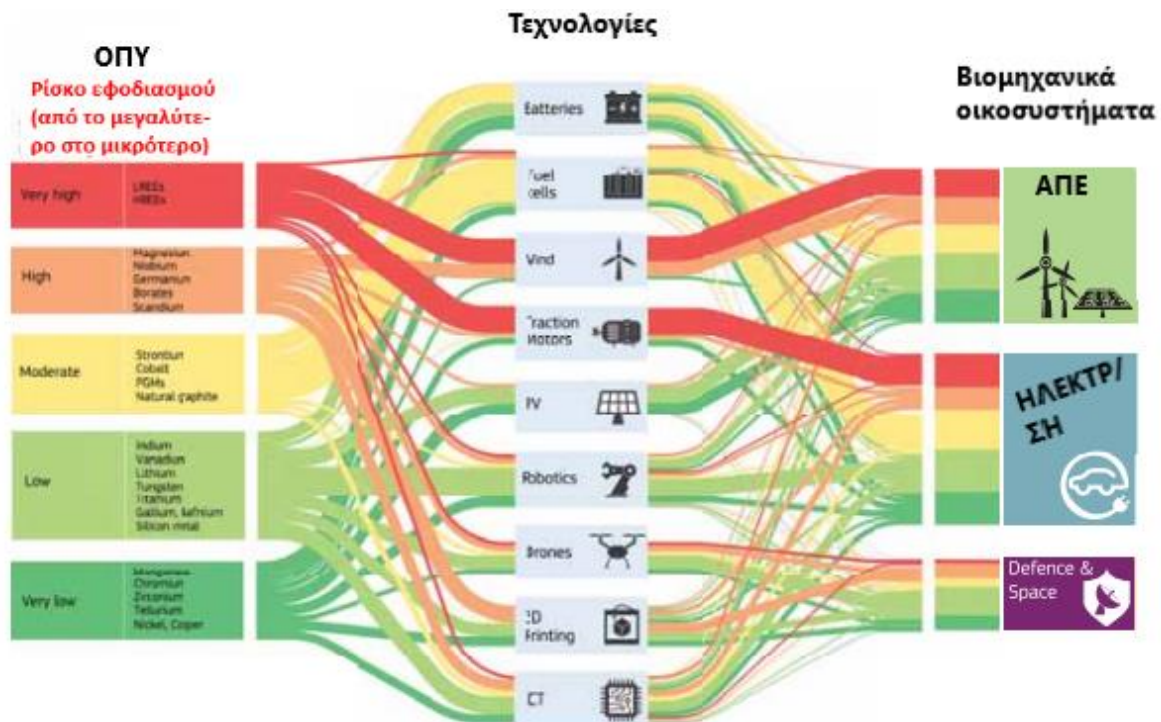 Τεχνολογίες
ΟΠΥ
Ρίσκο εφοδιασμού
(από το μεγαλύτε-
ρο στο μικρότερο)
Βιομηχανικά
οικοσυστήματα
Very high
LREEs
HREEs
High
Magnesium
Niobium
Germanium
Borates
Scandium
Moderate
Strontium
Cobalt
PGMs
Natural graphite
Low
Indium
Vanadium
Lithium
Tungsten
Titanium
Gallium, Hafnium
Silicon metal
Very low
Manganese
Chromium
Zirconium
Tellurium
Nickel, Copper
Batteries
Fuel
cells
Wind
Traction
Motors
PV
Robotics
Drones
3D
Printing
ICT
ΑΠΕ
ΗΛΕΚΤΡ/
ΣΗ
Defence &
Space